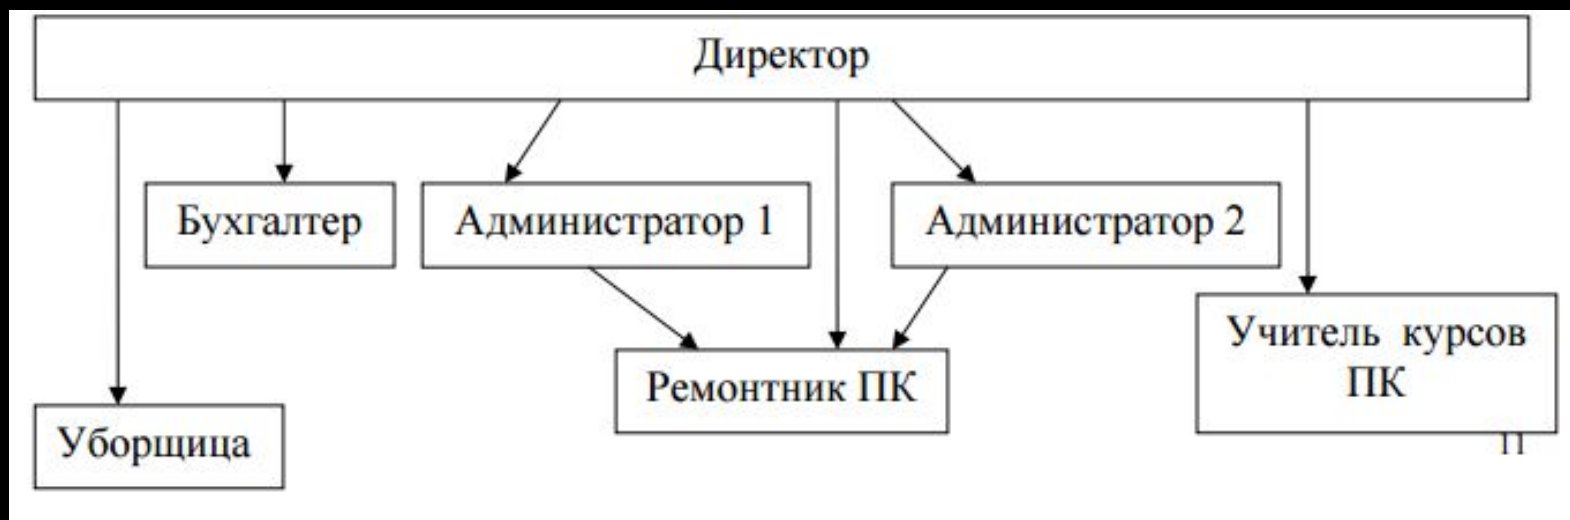 Директор
Бухгалтер
Администратор 1
Администратор 2
Учитель курсов
ПК
Ремонтник ПК
Уборщица
11